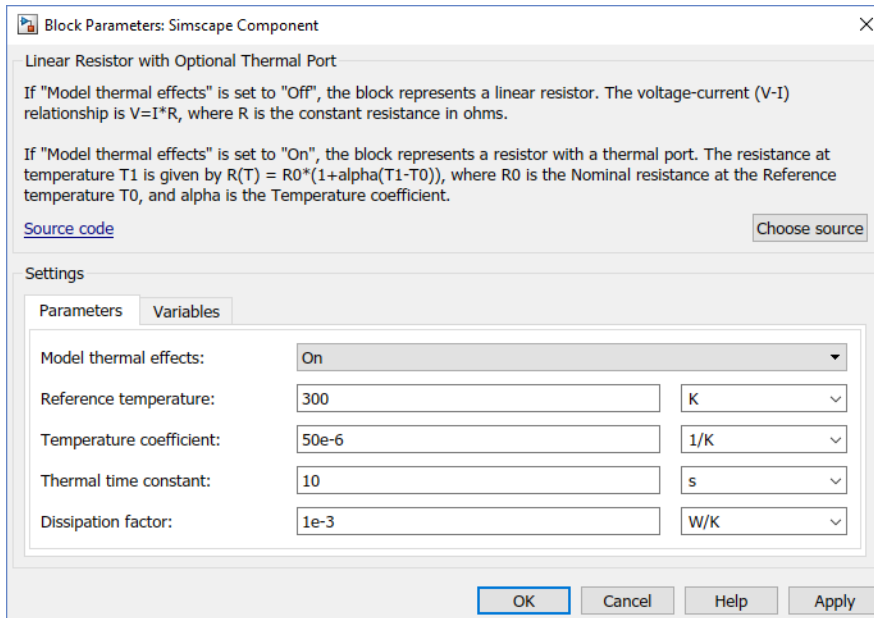 Block Parameters: Simscape Component
Linear Resistor with Optional Thermal Port
If "Model thermal effects" is set to "Off", the block represents a linear resistor. The voltage-current (V-I)
relationship is V=I*R, where R is the constant resistance in ohms.
If "Model thermal effects" is set to "On", the block represents a resistor with a thermal port. The resistance at
temperature T1 is given by R(T) = R0*(1+alpha(T1-T0)), where R0 is the Nominal resistance at the Reference
temperature T0, and alpha is the Temperature coefficient.
Source code Choose source
Settings
Parameters Variables
Model thermal effects: On
Reference temperature: 300 K
Temperature coefficient: 50e-6 1/K
Thermal time constant: 10 s
Dissipation factor: 1e-3 W/K
OK Cancel Help Apply